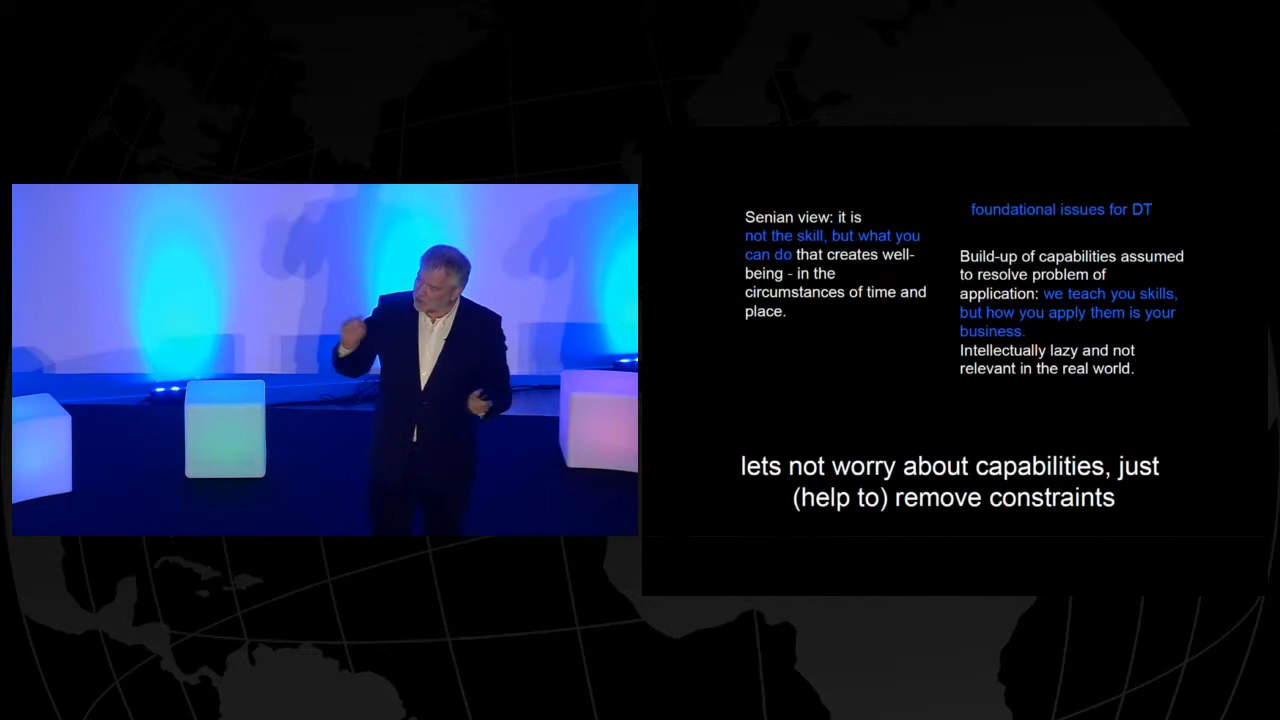 Senian view: it is
not the skill, but what you
can do that creates well-
being - in the
circumstances of time and
place.
foundational issues for DT
Build-up of capabilities assumed
to resolve problem of
application: we teach you skills,
but how you apply them is your
business.
Intellectually lazy and not
relevant in the real world.
lets not worry about capabilities, just
(help to) remove constraints